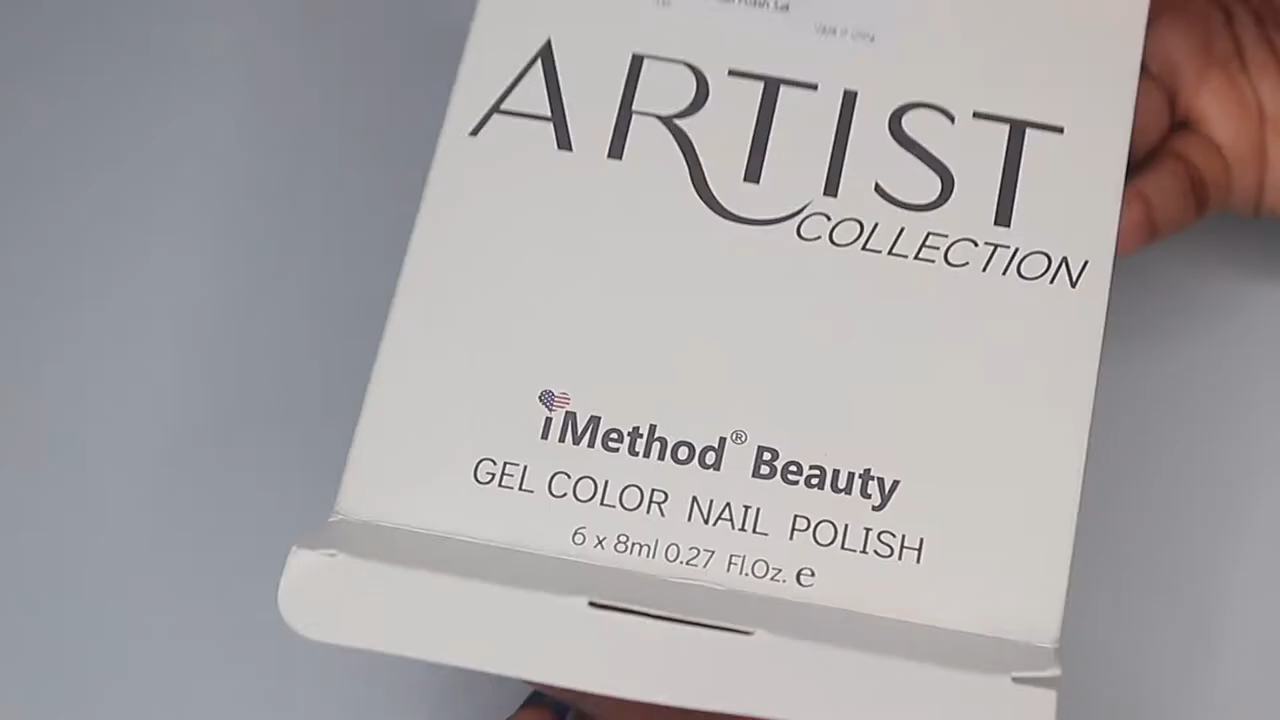 ARTIST
COLLECTION
iMethod® Beauty
GEL COLOR NAIL POLISH
6 x 8ml 0.27 Fl.Oz. e